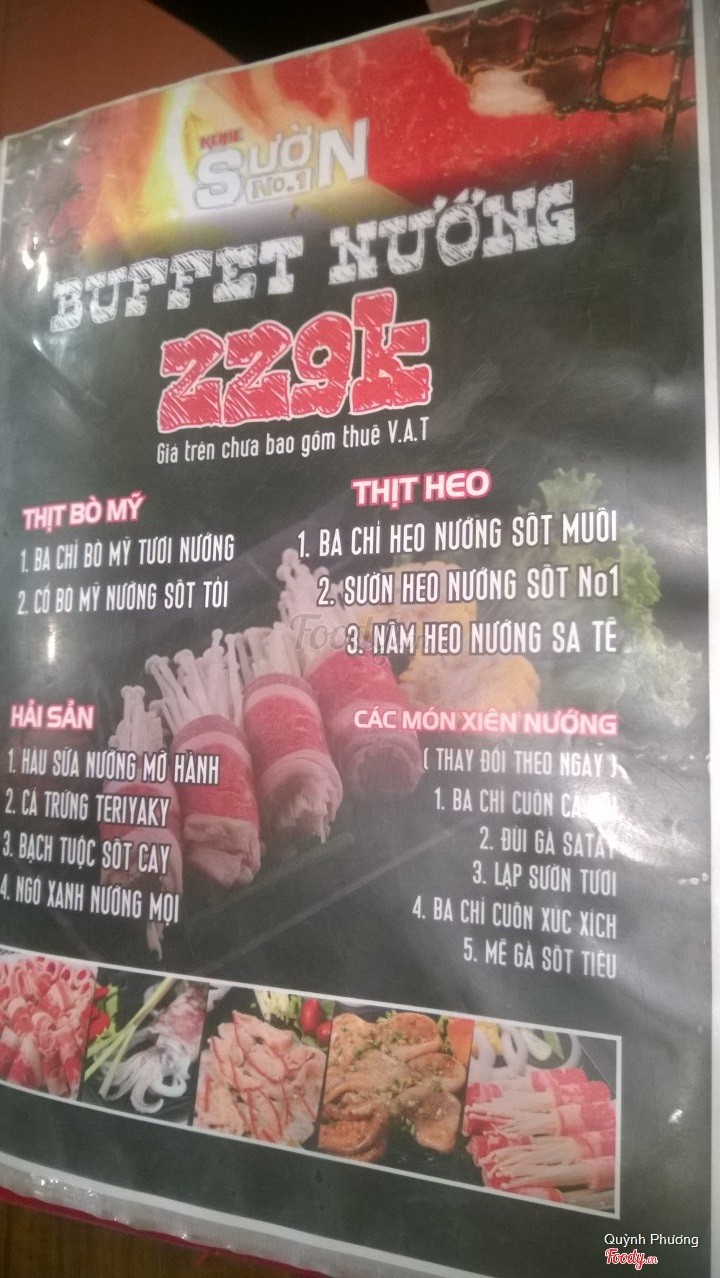 KOBE
SƯỜN
No.1
BUFFET NƯỚNG
229k
Giá trên chưa bao gồm thuế V.A.T
THỊT BÒ MỸ
1. BA CHỈ BÒ MỸ TƯƠI NƯỚNG
2. CỔ BÒ MỸ NƯỚNG SỐT TỎI
THỊT HEO
1. BA CHỈ HEO NƯỚNG SỐT MUỐI
2. SƯỜN HEO NƯỚNG SỐT No1
3. NẦM HEO NƯỚNG SA TẾ
HẢI SẢN
1. HÀU SỮA NƯỚNG MỠ HÀNH
2. CÁ TRỨNG TERIYAKY
3. BẠCH TUỘC SỐT CAY
4. NGÓ XANH NƯỚNG MỌI
CÁC MÓN XIÊN NƯỚNG
( THAY ĐỔI THEO NGÀY )
1. BA CHỈ CUỘN
2. ĐÙI GÀ SATAY
3. LẠP SƯỜN TƯƠI
4. BA CHỈ CUỘN XÚC XÍCH
5. MỀ GÀ SỐT TIÊU
Quỳnh Phương
Foody.vn